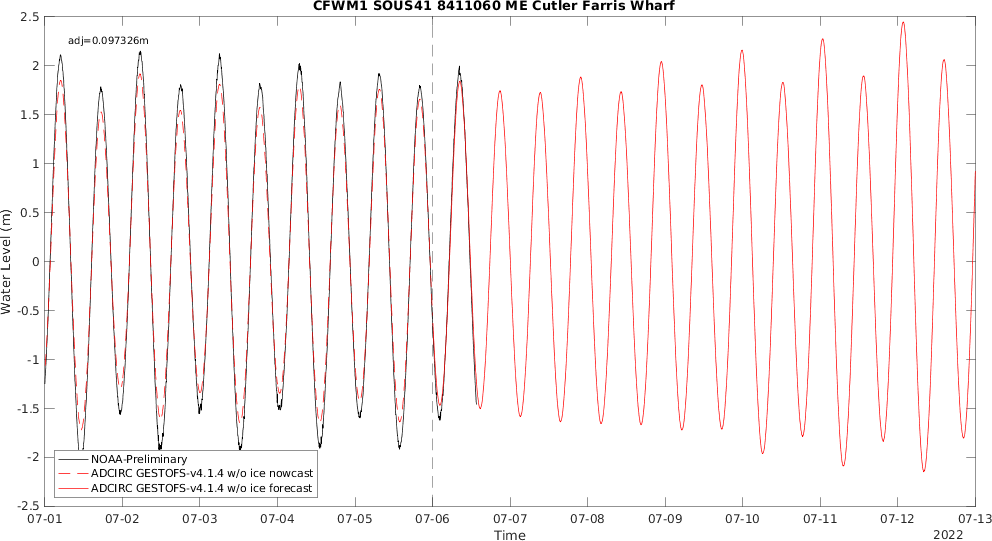 CFWM1 SOUS41 8411060 ME Cutler Farris Wharf
adj=0.097326m
2.5
2
1.5
1
0.5
0
-0.5
-1
-1.5
-2
-2.5
Water Level (m)
NOAA-Preliminary
ADCIRC GESTOFS-v4.1.4 w/o ice nowcast
ADCIRC GESTOFS-v4.1.4 w/o ice forecast
07-01 07-02 07-03 07-04 07-05 07-06 07-07 07-08 07-09 07-10 07-11 07-12 07-13
Time
2022